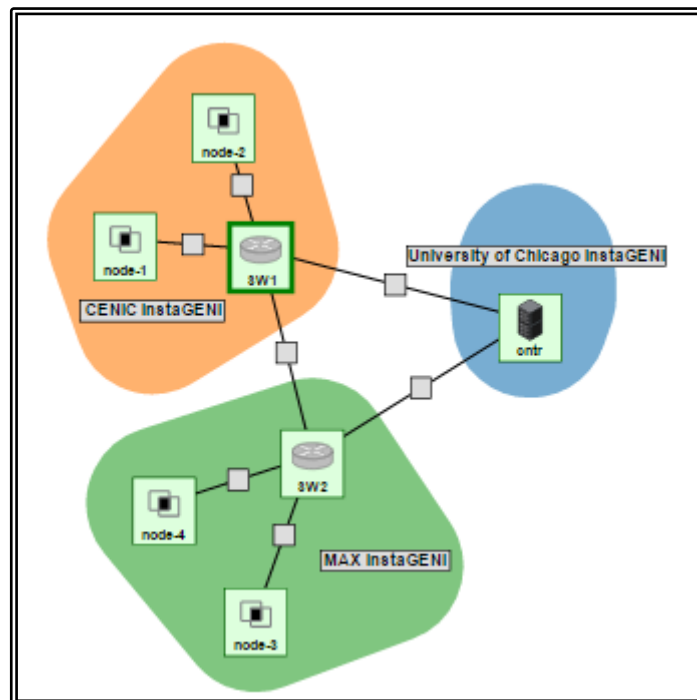 node-2
node-1
SW1
University of Chicago InstaGENI
CENIC InstaGENI
cntr
SW2
node-4
MAX InstaGENI
node-3